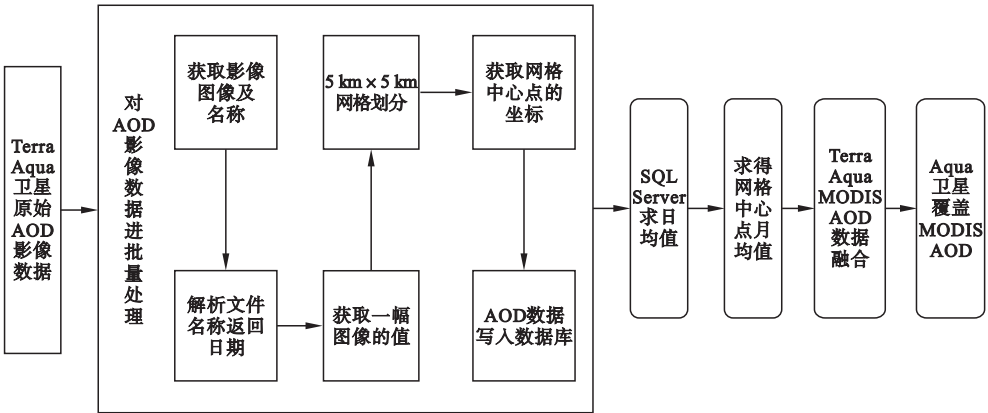 Terra
Aqua
卫星
原始
AOD
影像
数据
对
AOD
影
像
数
据
进
批
量
处
理
获取影像
图像及
名称
解析文件
名称返回
日期
获取一幅
图像的值
5 km × 5 km
网格划分
获取网格
中心点的
坐标
AOD数据
写入数据库
SQL
Server
求日
均值
求得
网格
中心
点月
均值
Terra
Aqua
MODIS
AOD
数据
融合
Aqua
卫星
覆盖
MODIS
AOD